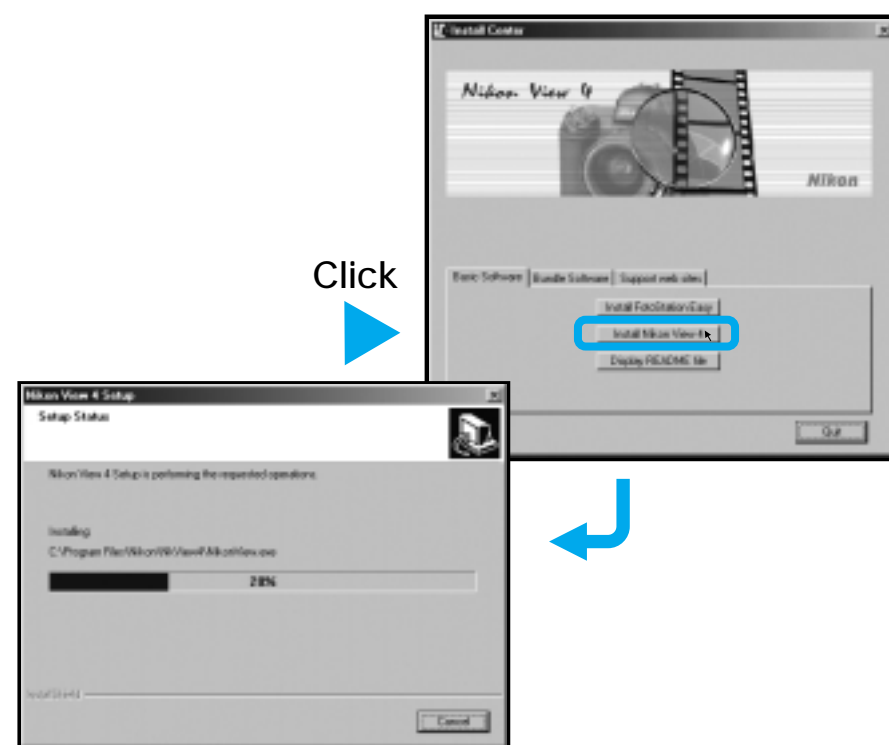 Install Center
Nikon View 4
Nikon
Basic Software
Bundle Software
Support web sites
Install FotoStation Easy
Install Nikon View 4
Display README file
Quit
Click
Nikon View 4 Setup
Setup Status
Nikon View 4 Setup is performing the requested operations.
Installing
C:\Program Files\Nikon\NkView4\NikonView.exe
28%
InstallShield
Cancel